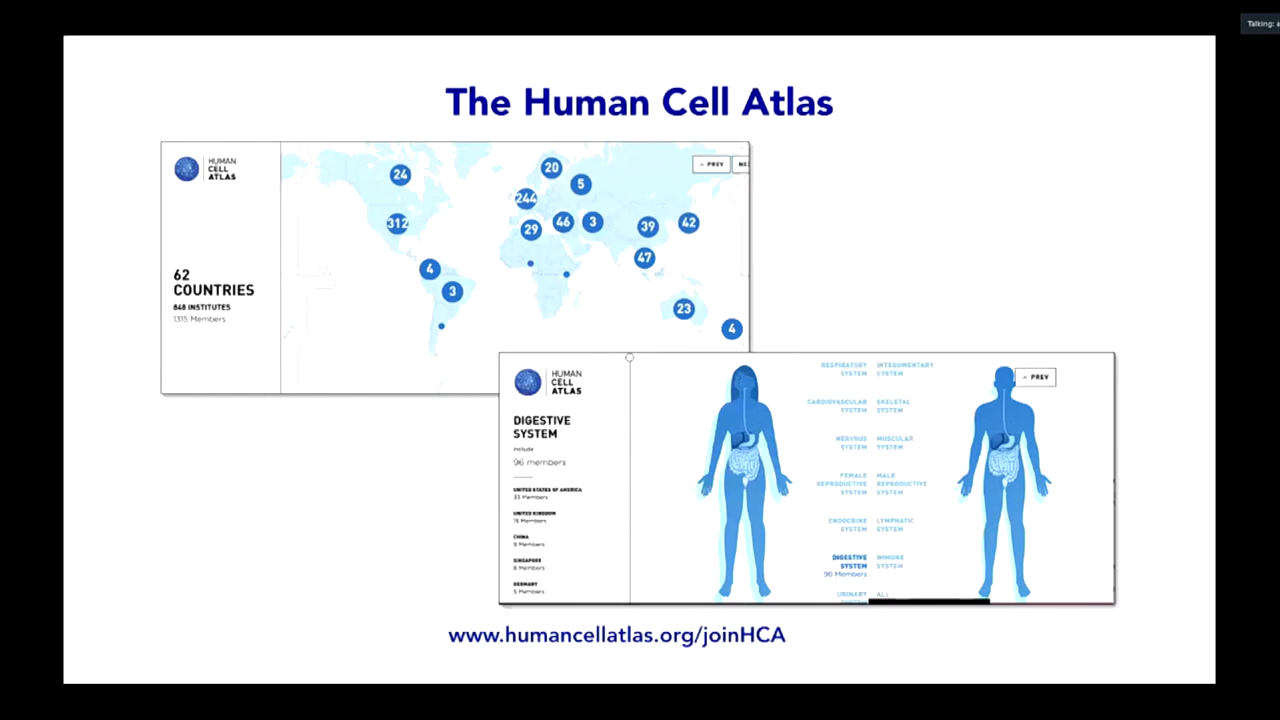 Talking: a
The Human Cell Atlas
HUMAN
CELL
ATLAS
62
COUNTRIES
848 INSTITUTES
1315 Members
24
20
5
244
312
29
46
3
39
42
47
4
3
23
4
PREV
HUMAN
CELL
ATLAS
DIGESTIVE
SYSTEM
include
96 members
UNITED STATES OF AMERICA
33 Members
UNITED KINGDOM
CHINA
9 Members
SINGAPORE
6 Members
GERMANY
5 Members
RESPIRATORY
SYSTEM
INTEGUMENTARY
SYSTEM
CARDIOVASCULAR
SYSTEM
SKELETAL
SYSTEM
NERVOUS
SYSTEM
MUSCULAR
SYSTEM
FEMALE
REPRODUCTIVE
SYSTEM
MALE
REPRODUCTIVE
SYSTEM
ENDOCRINE
SYSTEM
LYMPHATIC
SYSTEM
DIGESTIVE
SYSTEM
96 Members
IMMUNE
SYSTEM
URINARY
ALL
PREV
www.humancellatlas.org/joinHCA